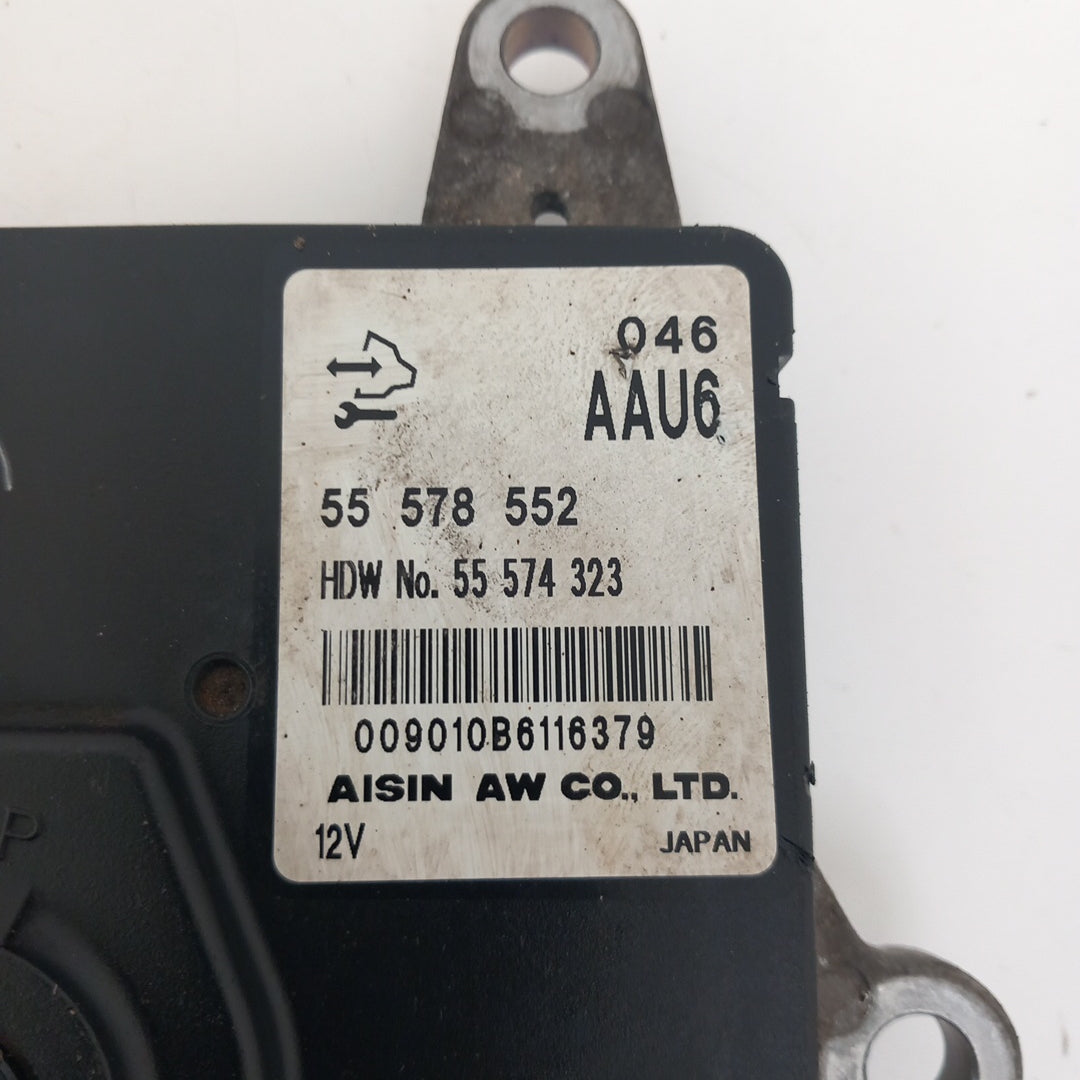 046
AAU6
55 578 552
HDW No. 55 574 323
009010B6116379
AISIN AW CO., LTD.
12V
JAPAN
P